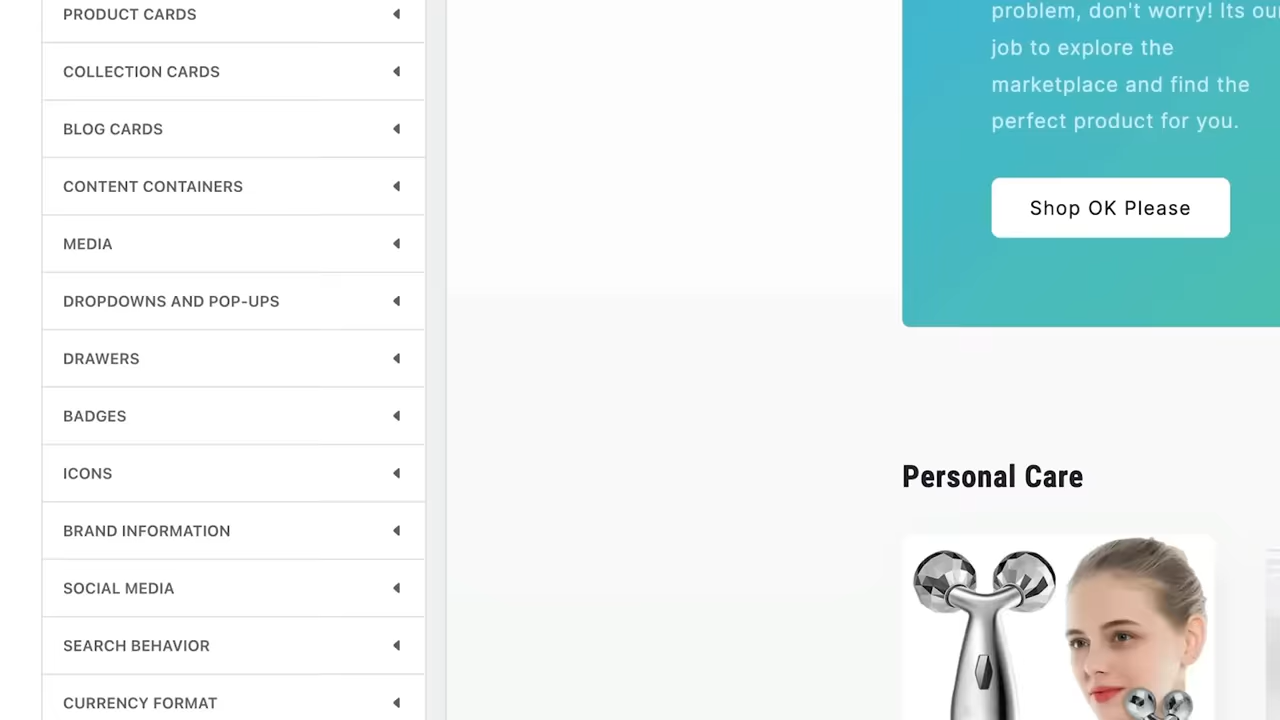 PRODUCT CARDS
COLLECTION CARDS
BLOG CARDS
CONTENT CONTAINERS
MEDIA
DROPDOWNS AND POP-UPS
DRAWERS
BADGES
ICONS
BRAND INFORMATION
SOCIAL MEDIA
SEARCH BEHAVIOR
CURRENCY FORMAT
problem, don't worry! Its our
job to explore the
marketplace and find the
perfect product for you.
Shop OK Please
Personal Care